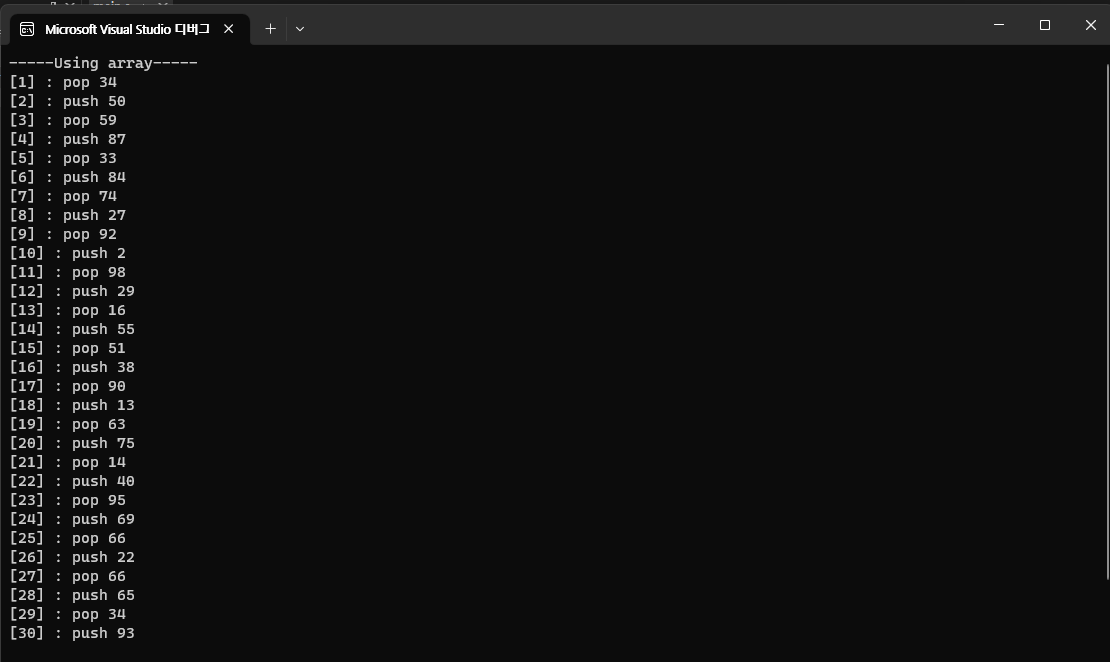 Microsoft Visual Studio 디버그
-----Using array-----
[1] : pop 34
[2] : push 50
[3] : pop 59
[4] : push 87
[5] : pop 33
[6] : push 84
[7] : pop 74
[8] : push 27
[9] : pop 92
[10] : push 2
[11] : pop 98
[12] : push 29
[13] : pop 16
[14] : push 55
[15] : pop 51
[16] : push 38
[17] : pop 90
[18] : push 13
[19] : pop 63
[20] : push 75
[21] : pop 14
[22] : push 40
[23] : pop 95
[24] : push 69
[25] : pop 66
[26] : push 22
[27] : pop 66
[28] : push 65
[29] : pop 34
[30] : push 93